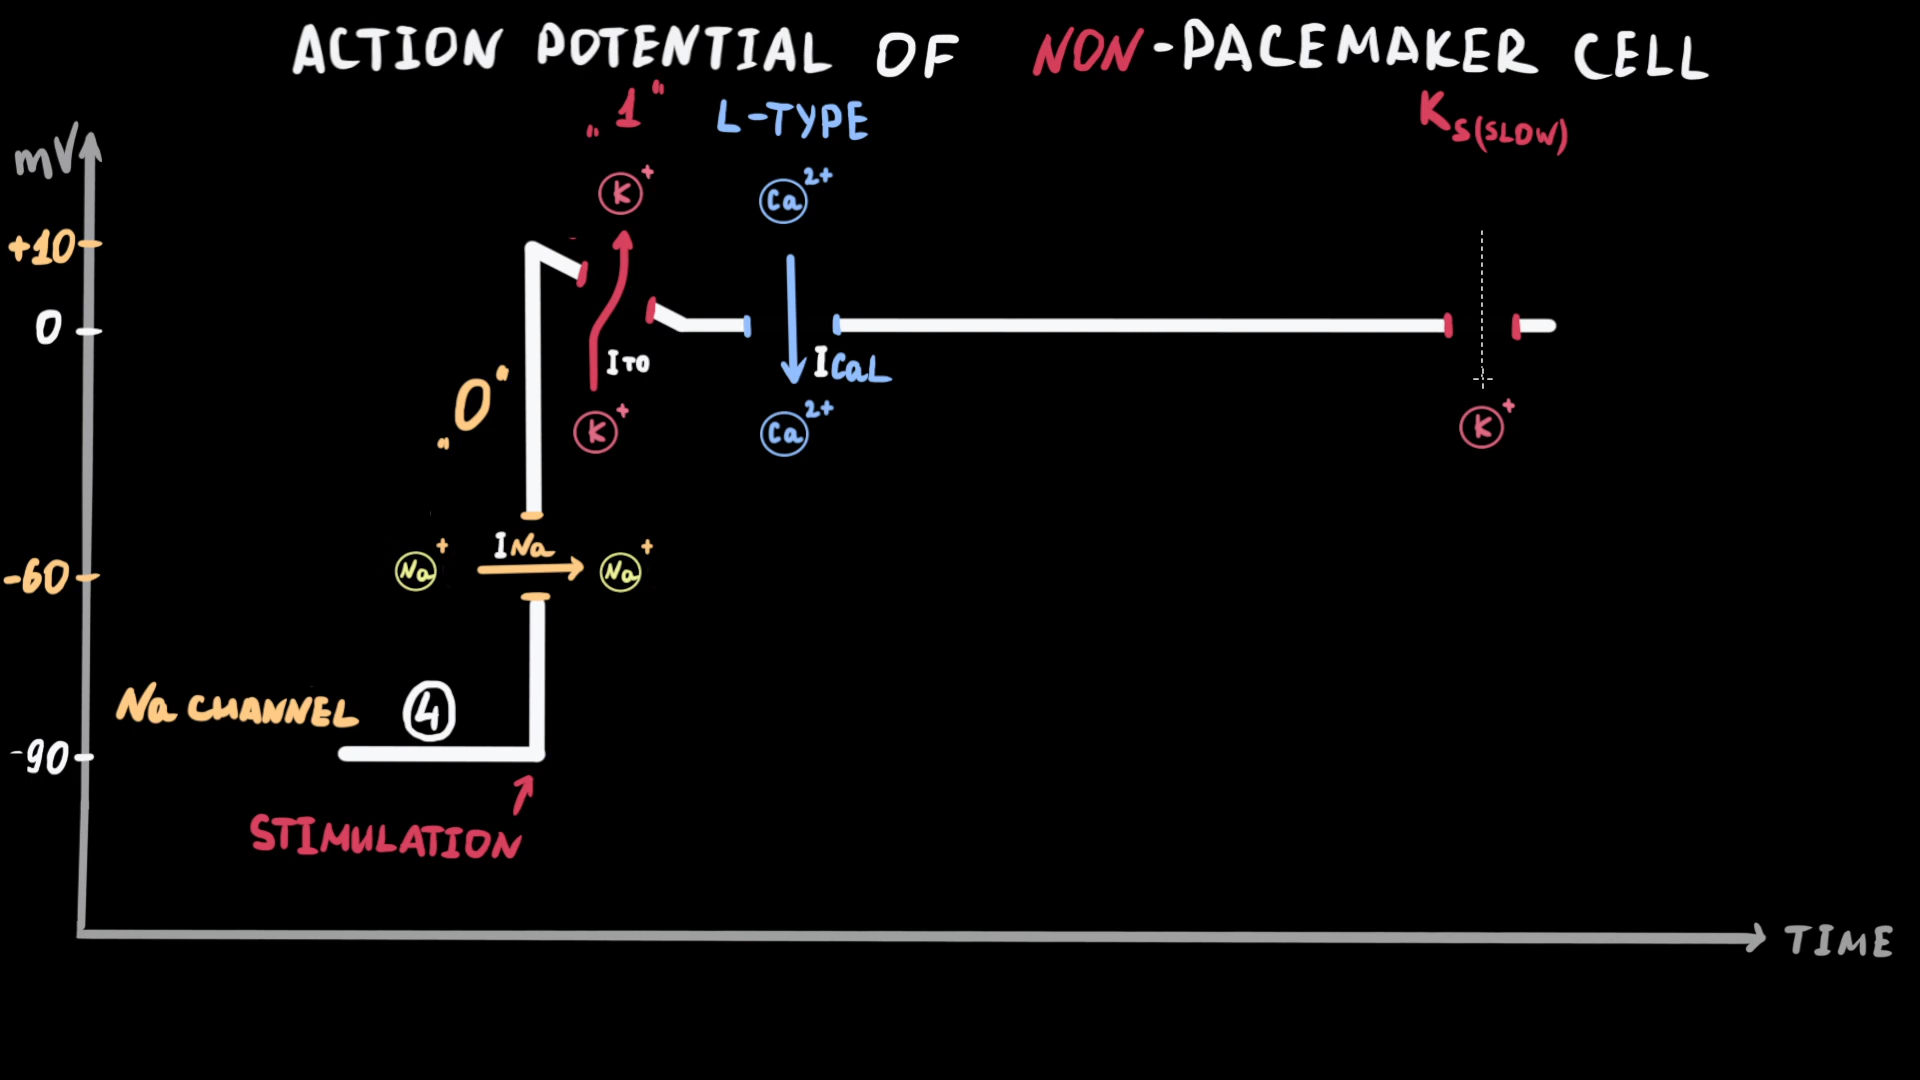 ACTION POTENTIAL OF NON-PACEMAKER CELL
„1“
L-TYPE
Ks(SLOW)
mV
K+
Ca2+
+10
0
ITO
ICaL
„0“
K+
Ca2+
K+
INa
Na+
Na+
-60
Na CHANNEL
4
-90
STIMULATION
TIME